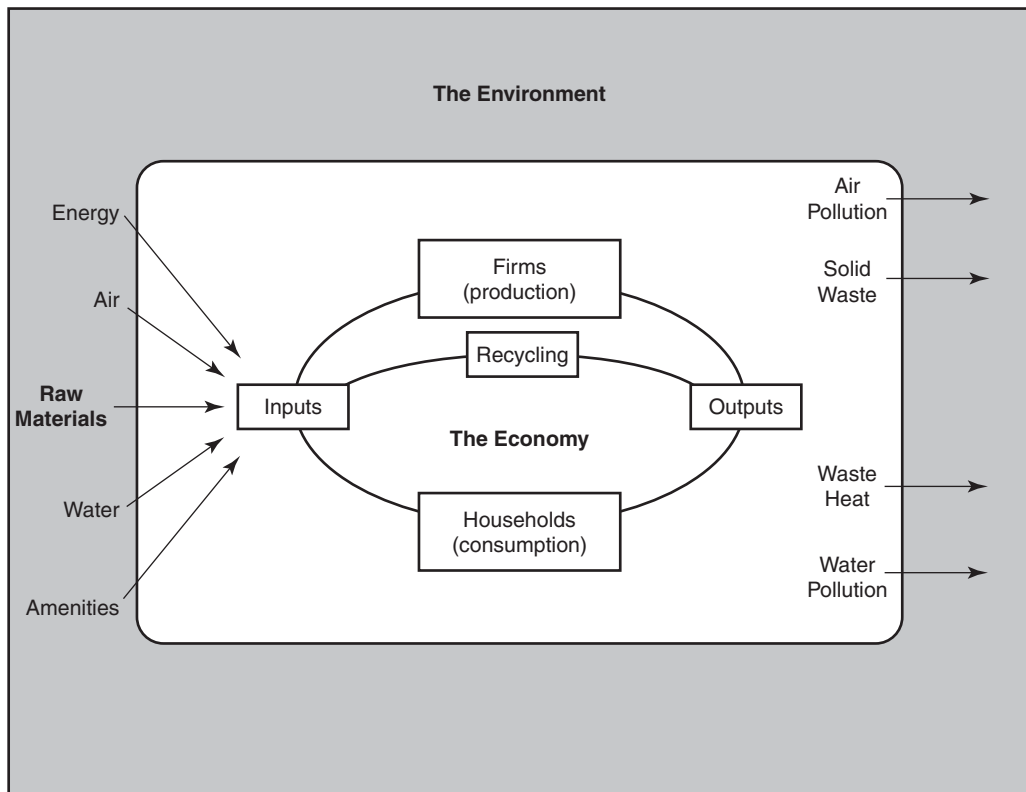 The Environment
Energy
Air
Raw
Materials
Water
Amenities
Inputs
Firms
(production)
Recycling
The Economy
Households
(consumption)
Outputs
Air
Pollution
Solid
Waste
Waste
Heat
Water
Pollution